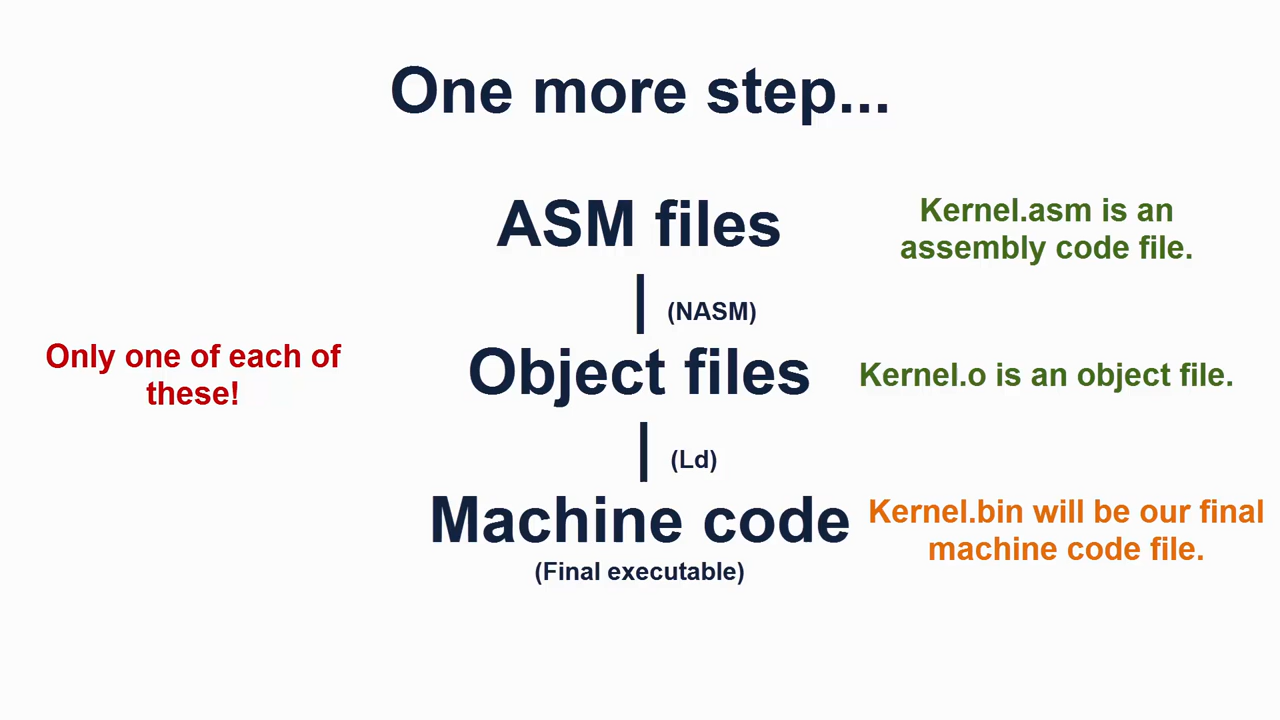 One more step...
ASM files
Kernel.asm is an
assembly code file.
(NASM)
Only one of each of
these!
Object files
Kernel.o is an object file.
(Ld)
Machine code
(Final executable)
Kernel.bin will be our final
machine code file.